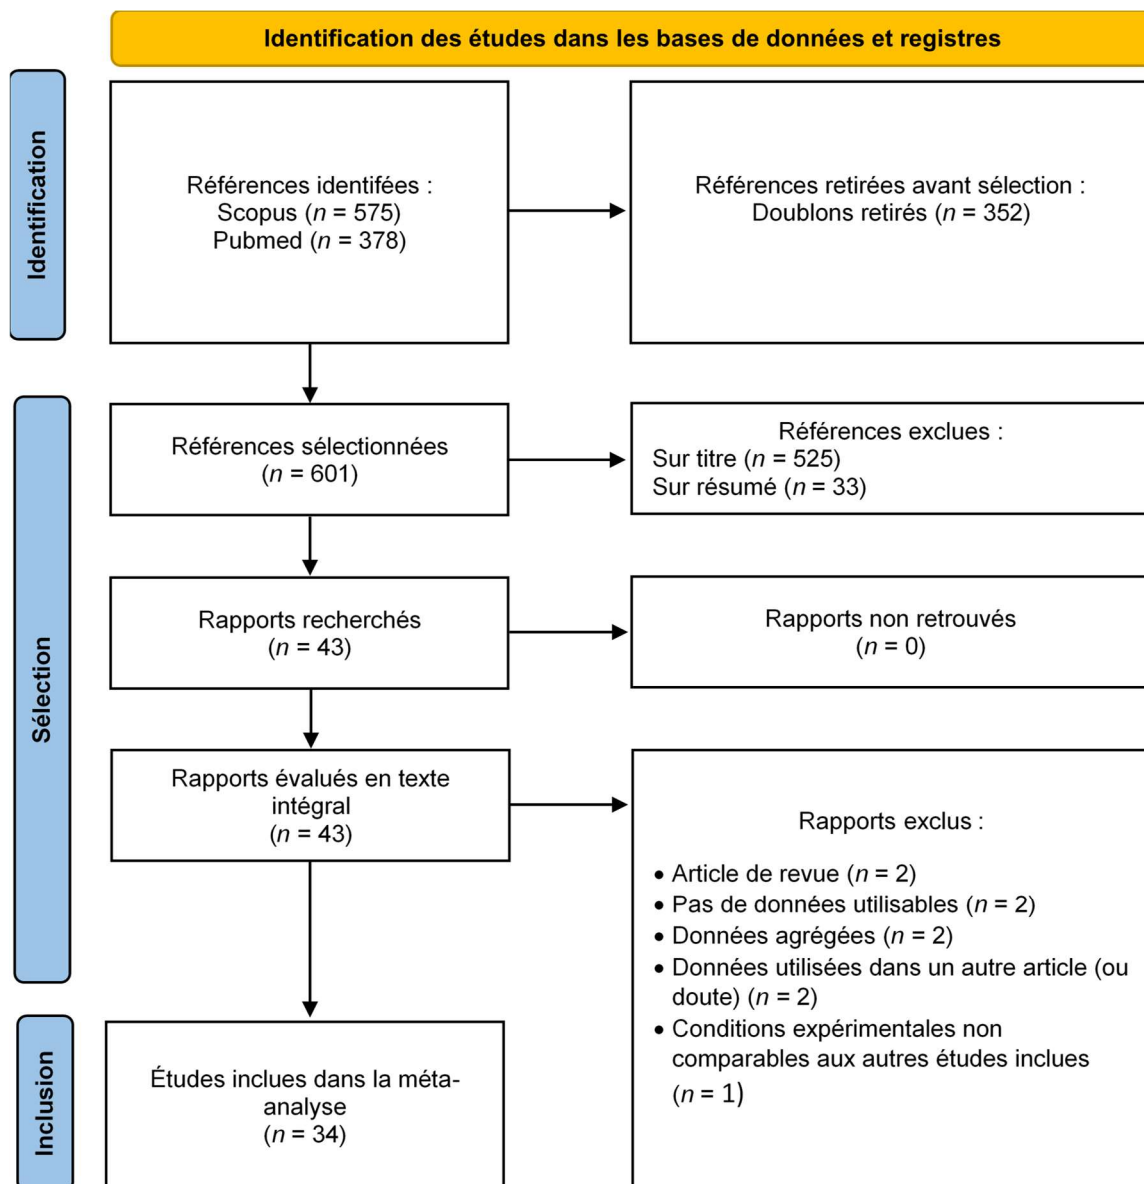 Identification des études dans les bases de données et registres
Identification
Références identifées :
Scopus (n = 575)
Pubmed (n = 378)
Références retirées avant sélection :
Doublons retirés (n = 352)
Sélection
Références sélectionnées
(n = 601)
Références exclues :
Sur titre (n = 525)
Sur résumé (n = 33)
Rapports recherchés
(n = 43)
Rapports non retrouvés
(n = 0)
Rapports évalués en texte
intégral
(n = 43)
Rapports exclus :
• Article de revue (n = 2)
• Pas de données utilisables (n = 2)
• Données agrégées (n = 2)
• Données utilisées dans un autre article (ou
doute) (n = 2)
• Conditions expérimentales non
comparables aux autres études inclues
(n = 1)
Inclusion
Études inclues dans la méta-
analyse
(n = 34)